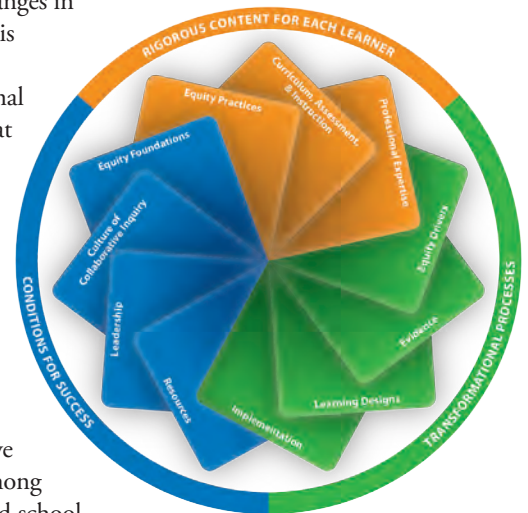 nges in
is
nal
at
ve
nong
d school
RIGOROUS CONTENT FOR EACH LEARNER
Equity Practices
Curriculum, Assessment,
& Instruction
Professional Expertise
TRANSFORMATIONAL PROCESSES
Equity Drivers
Evidence
Learning Designs
Implementation
CONDITIONS FOR SUCCESS
Equity Foundations
Culture of
Collaborative Inquiry
Leadership
Resources